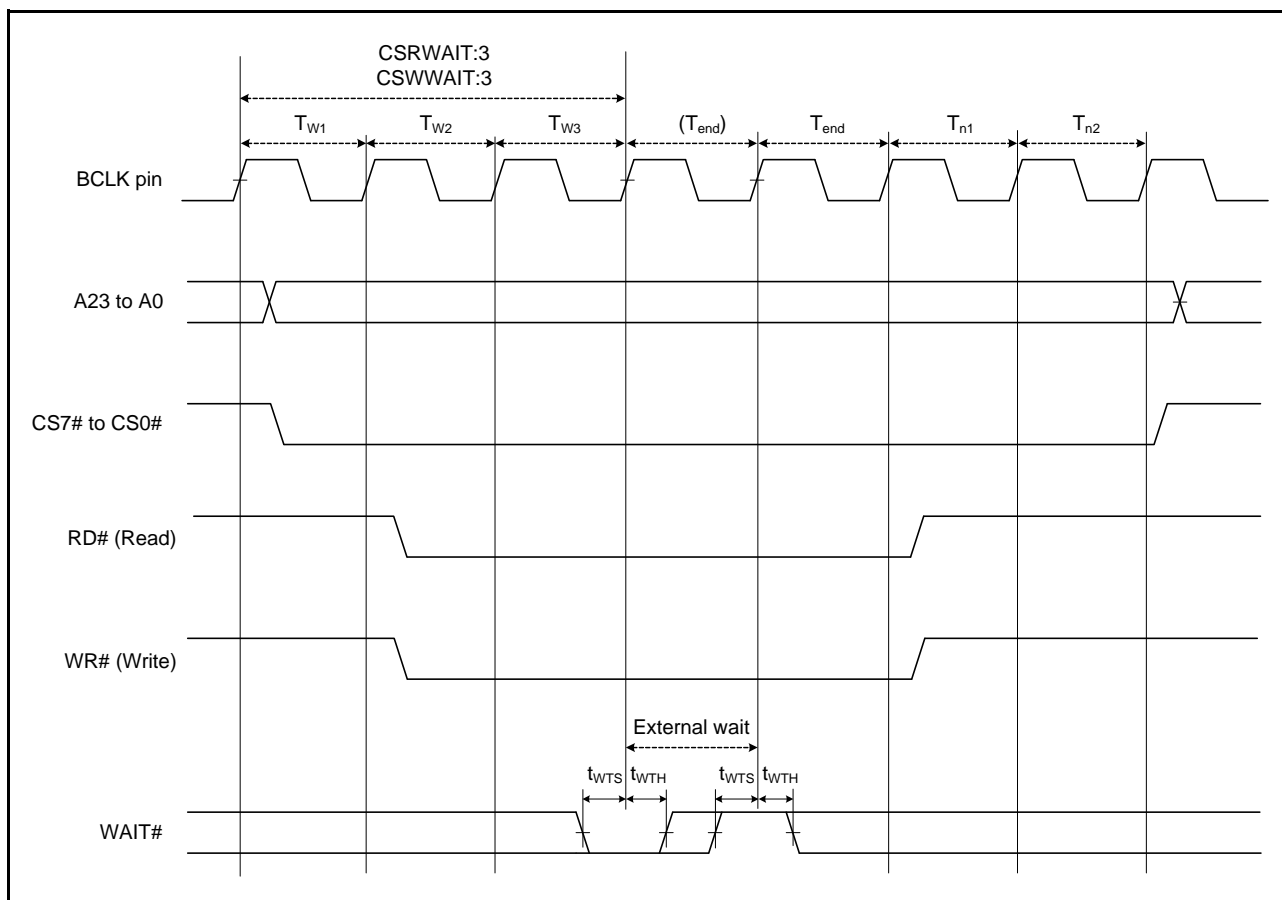 CSRWAIT:3
CSWWAIT:3
TW1 TW2 TW3 (Tend) Tend Tn1 Tn2
BCLK pin
A23 to A0
CS7# to CS0#
RD# (Read)
WR# (Write)
External wait
tWTS tWTH tWTS tWTH
WAIT#